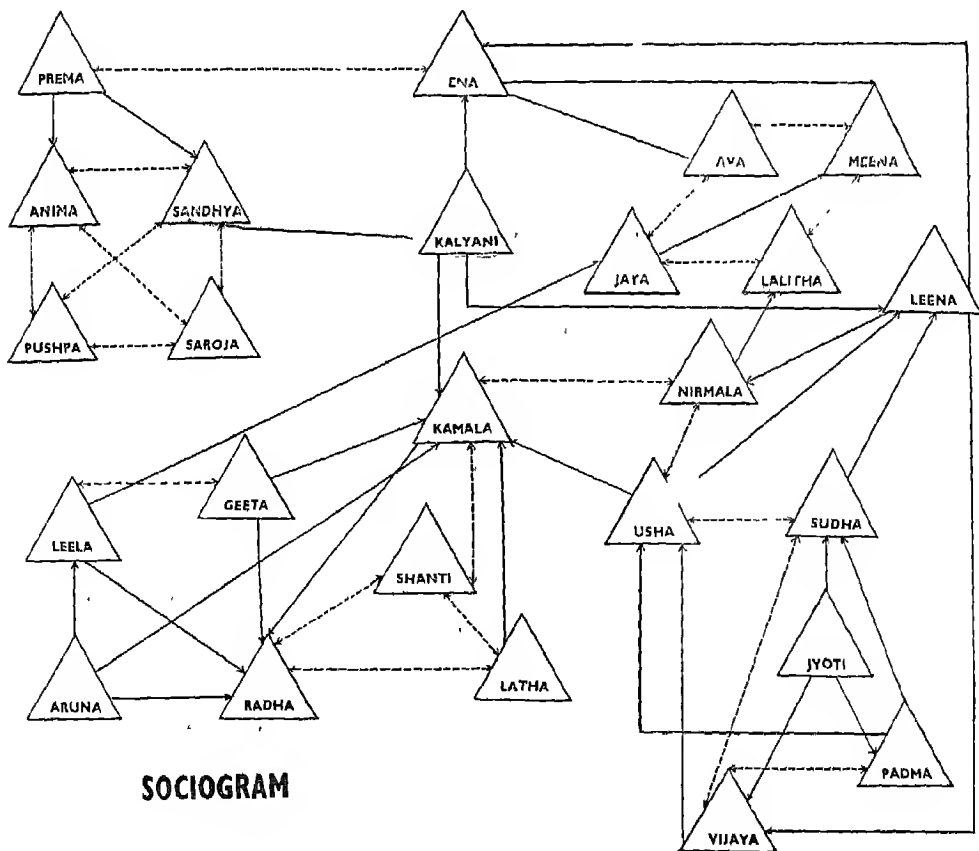 PREMA
ENA
AVA
MEENA
ANIMA
SANDHYA
KALYANI
JAYA
LALITHA
LEENA
PUSHPA
SAROJA
NIRMALA
KAMALA
GEETA
LEELA
USHA
SUDHA
SHANTI
JYOTI
ARUNA
RADHA
LATHA
PADMA
SOCIOGRAM
VIJAYA